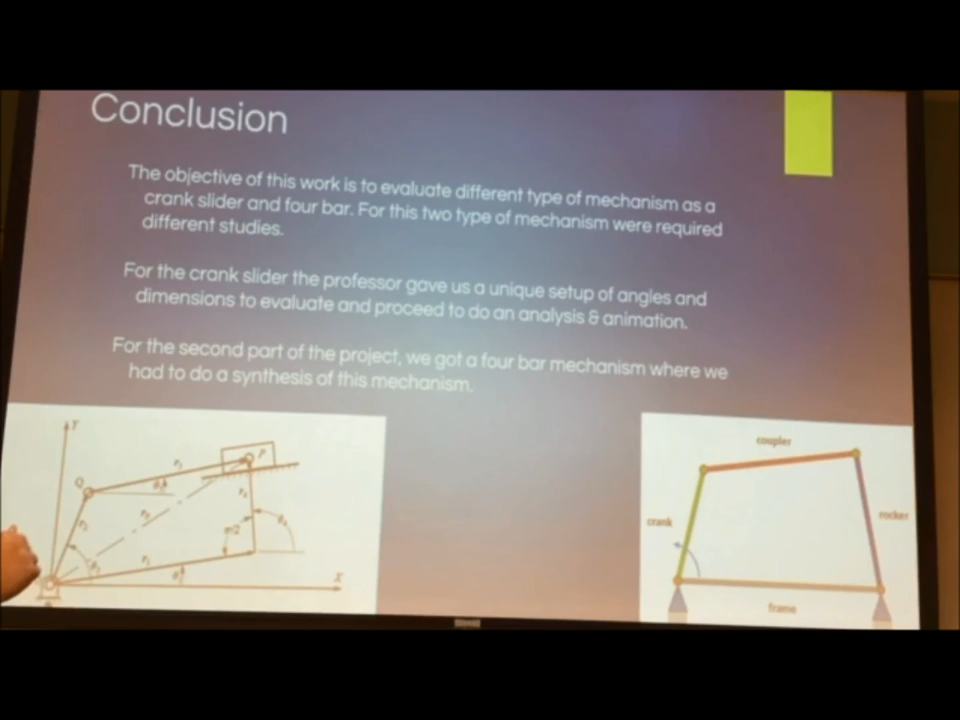 Conclusion
The objective of this work is to evaluate different type of mechanism as a
crank slider and four bar. For this two type of mechanism were required
different studies.
For the crank slider the professor gave us a unique setup of angles and
dimensions to evaluate and proceed to do an analysis & animation.
For the second part of the project, we got a four bar mechanism where we
had to do a synthesis of this mechanism.
Y
Q
P
X
coupler
crank
rocker
frame